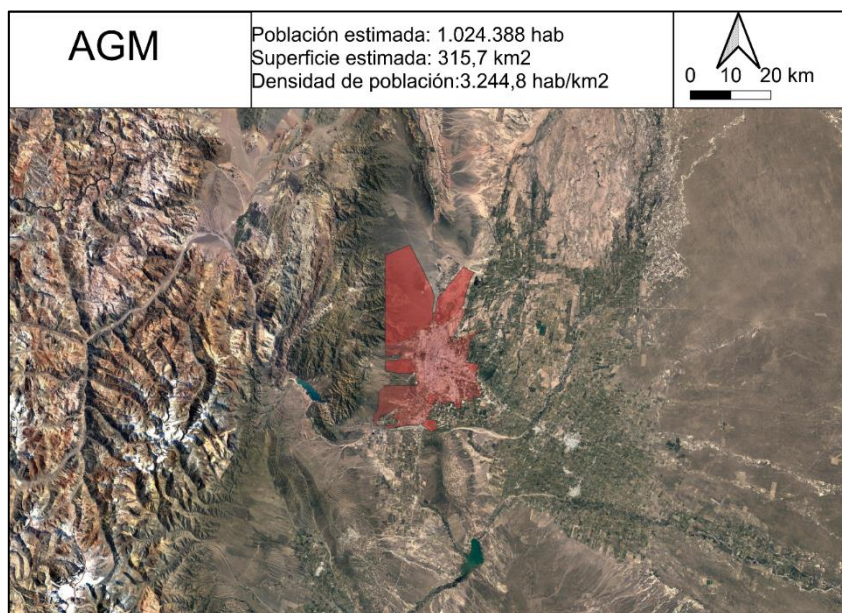 AGM
Población estimada: 1.024.388 hab
Superficie estimada: 315,7 km2
Densidad de población:3.244,8 hab/km2
0 10 20 km